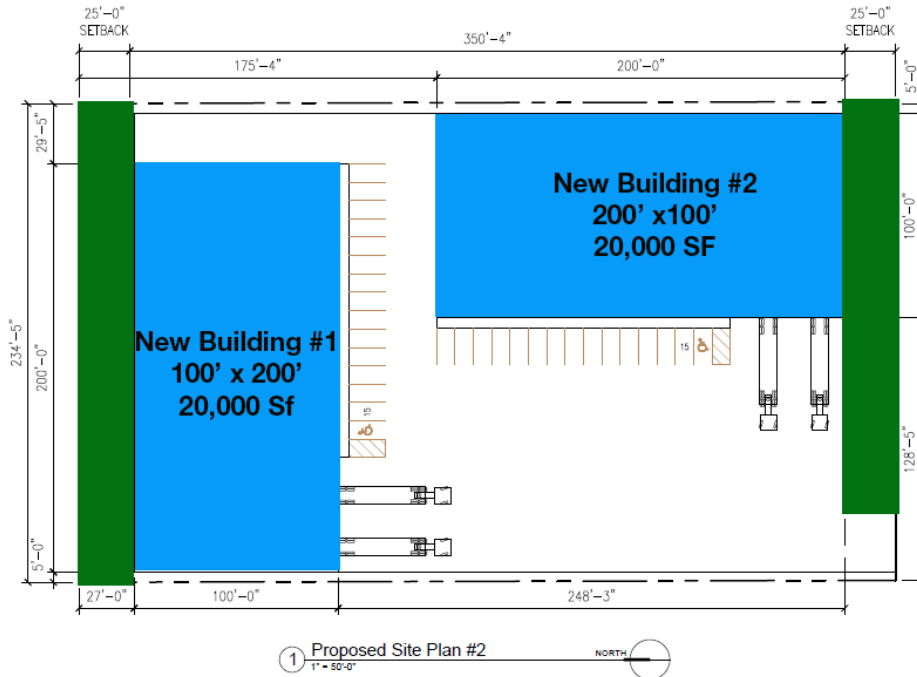 25'-0"
SETBACK
25'-0"
SETBACK
350'-4"
175'-4"
200'-0"
5'-0"
29'-5"
New Building #2
200' x100'
20,000 SF
100'-0"
234'-5"
200'-0"
New Building #1
100' x 200'
20,000 Sf
15
15
128'-5"
5'-0"
27'-0"
100'-0"
248'-3"
1
Proposed Site Plan #2
1" = 50'-0"
NORTH